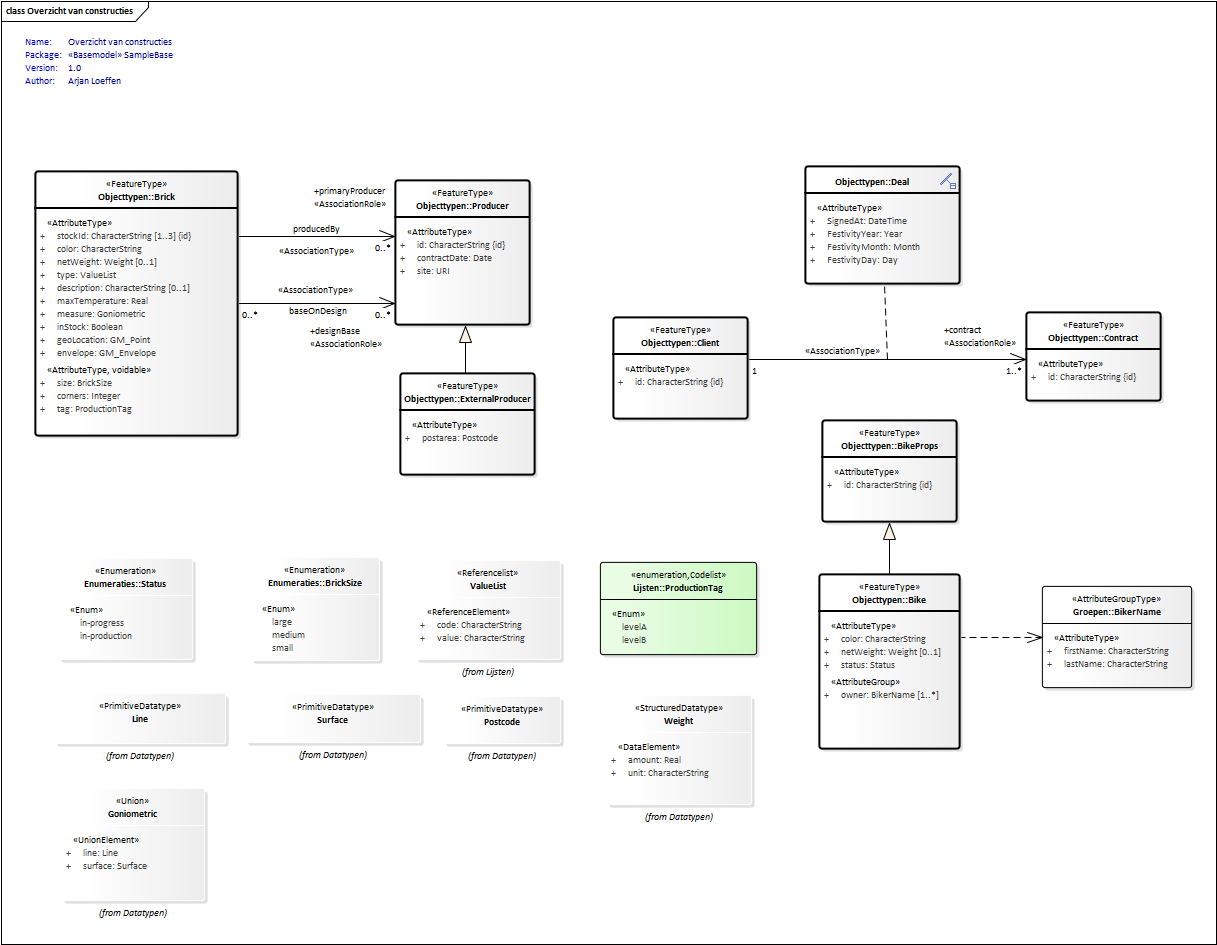 class Overzicht van constructies
Name: Overzicht van constructies
Package: «Basemodel» SampleBase
Version: 1.0
Author: Arjan Loeffen
«FeatureType»
Objecttypen::Brick
«AttributeType»
+ stockId: CharacterString [1..3] {id}
+ color: CharacterString
+ netWeight: Weight [0..1]
+ type: ValueList
+ description: CharacterString [0..1]
+ maxTemperature: Real
+ measure: Goniometric
+ inStock: Boolean
+ geoLocation: GM_Point
+ envelope: GM_Envelope
«AttributeType, voidable»
+ size: BrickSize
+ corners: Integer
+ tag: ProductionTag
+primaryProducer
«AssociationRole»
producedBy
«AssociationType»
0..*
«AssociationType»
baseOnDesign
0..*
0..*
+designBase
«AssociationRole»
«FeatureType»
Objecttypen::Producer
«AttributeType»
+ id: CharacterString {id}
+ contractDate: Date
+ site: URI
«FeatureType»
Objecttypen::ExternalProducer
«AttributeType»
+ postarea: Postcode
Objecttypen::Deal
«AttributeType»
+ SignedAt: DateTime
+ FestivityYear: Year
+ FestivityMonth: Month
+ FestivityDay: Day
«FeatureType»
Objecttypen::Client
«AttributeType»
+ id: CharacterString {id}
«AssociationType»
1
+contract
«AssociationRole»
1..*
«FeatureType»
Objecttypen::Contract
«AttributeType»
+ id: CharacterString {id}
«FeatureType»
Objecttypen::BikeProps
«AttributeType»
+ id: CharacterString {id}
«Enumeration»
Enumeraties::Status
«Enum»
in-progress
in-production
«Enumeration»
Enumeraties::BrickSize
«Enum»
large
medium
small
«Referencelist»
ValueList
«ReferenceElement»
+ code: CharacterString
+ value: CharacterString
(from Lijsten)
«enumeration,Codelist»
Lijsten::ProductionTag
«Enum»
levelA
levelB
«FeatureType»
Objecttypen::Bike
«AttributeType»
+ color: CharacterString
+ netWeight: Weight [0..1]
+ status: Status
«AttributeGroup»
+ owner: BikerName [1..*]
«AttributeGroupType»
Groepen::BikerName
«AttributeType»
+ firstName: CharacterString
+ lastName: CharacterString
«PrimitiveDatatype»
Line
(from Datatypen)
«PrimitiveDatatype»
Surface
(from Datatypen)
«PrimitiveDatatype»
Postcode
(from Datatypen)
«StructuredDatatype»
Weight
«DataElement»
+ amount: Real
+ unit: CharacterString
(from Datatypen)
«Union»
Goniometric
«UnionElement»
+ line: Line
+ surface: Surface
(from Datatypen)